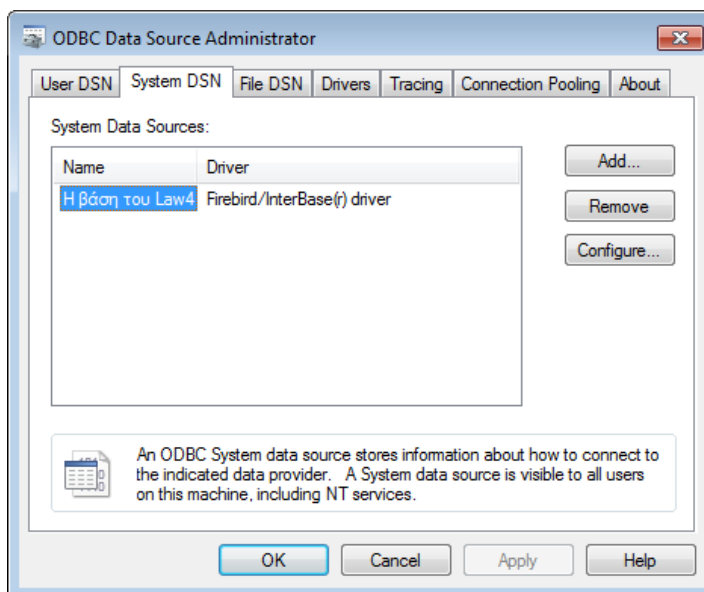 ODBC Data Source Administrator
User DSN System DSN File DSN Drivers Tracing Connection Pooling About
System Data Sources:
Name Driver
Η βάση του Law4 Firebird/InterBase(r) driver
Add...
Remove
Configure...
An ODBC System data source stores information about how to connect to
the indicated data provider. A System data source is visible to all users
on this machine, including NT services.
OK Cancel Apply Help